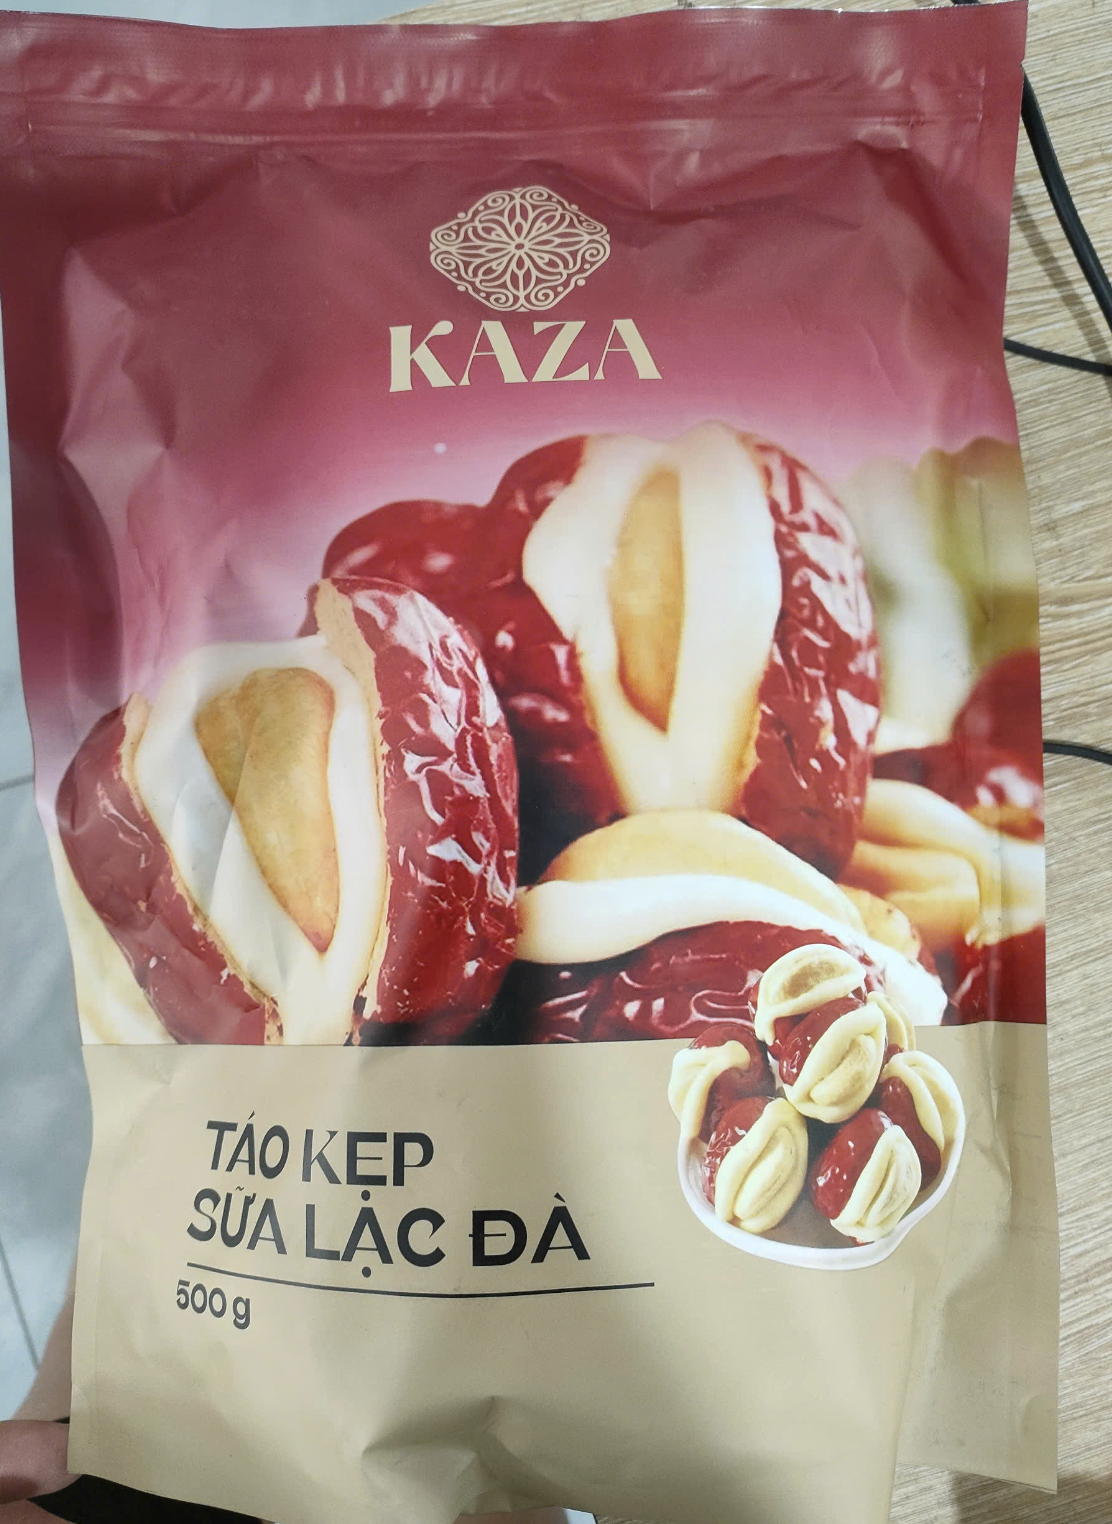 KAZA
TÁO KẸP
SỮA LẠC ĐÀ
500 g